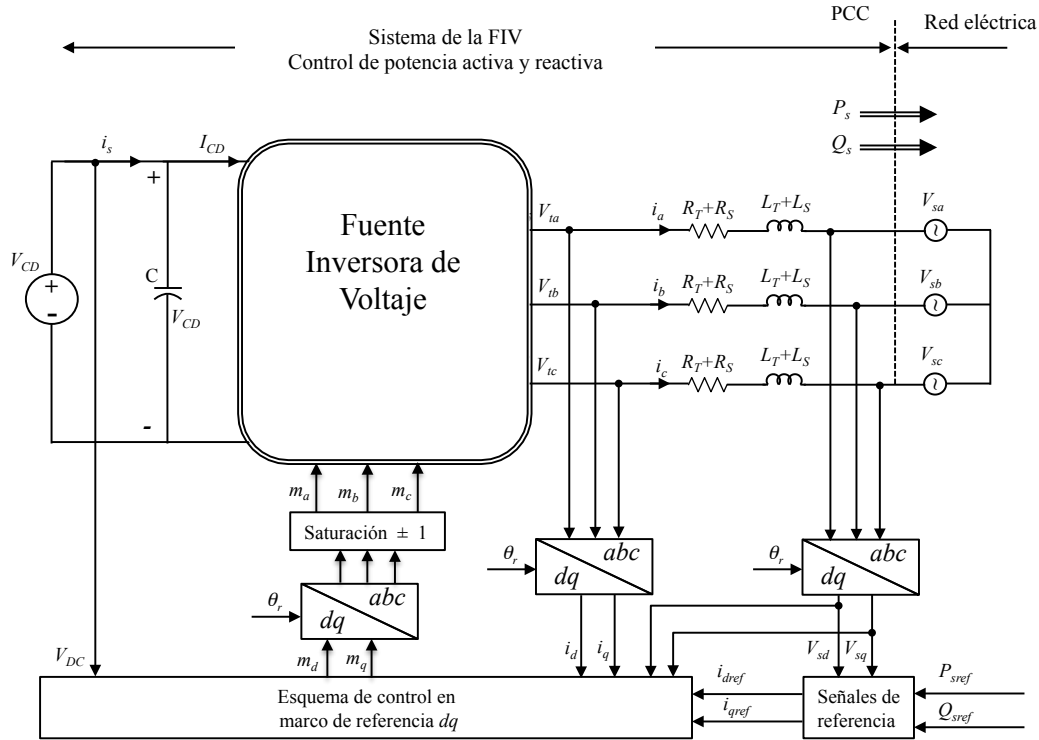 PCC
Red eléctrica
Sistema de la FIV
Control de potencia activa y reactiva
P_s
Q_s
i_s
I_CD
+
V_CD
+
-
C
V_CD
-
Fuente
Inversora de
Voltaje
V_ta
i_a
R_T+R_S
L_T+L_S
V_sa
~
V_tb
i_b
R_T+R_S
L_T+L_S
V_sb
~
V_tc
i_c
R_T+R_S
L_T+L_S
V_sc
~
m_a
m_b
m_c
Saturación ± 1
θ_r
abc
dq
θ_r
abc
dq
θ_r
abc
dq
V_DC
m_d
m_q
i_d
i_q
V_sd
V_sq
Esquema de control en
marco de referencia dq
i_dref
i_qref
Señales de
referencia
P_sref
Q_sref